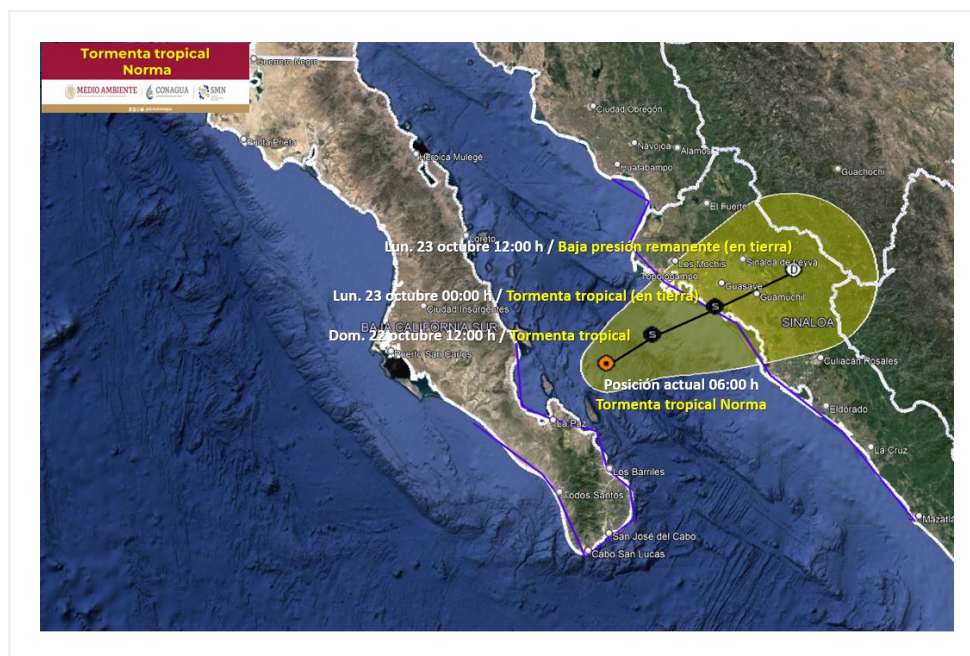 Tormenta tropical
Norma
MEDIO AMBIENTE
CONAGUA
SMN
Guerrero Negro
Punta Prieta
Heroica Mulegé
Ciudad Obregón
Navojoa
Alamos
Huatabampo
Guachochi
El Fuerte
Loreto
Lun. 23 octubre 12:00 h / Baja presión remanente (en tierra)
Los Mochis
Sinaloa de Leyva
D
Topolobampo
Guasave
Guamúchil
Lun. 23 octubre 00:00 h / Tormenta tropical (en tierra)
S
Ciudad Insurgentes
SINALOA
BAJA CALIFORNIA SUR
Dom. 22 octubre 12:00 h / Tormenta tropical
S
Puerto San Carlos
Culiacán Rosales
Posición actual 06:00 h
Tormenta tropical Norma
Eldorado
La Paz
La Cruz
Los Barriles
Todos Santos
Mazatlá
San José del Cabo
Cabo San Lucas